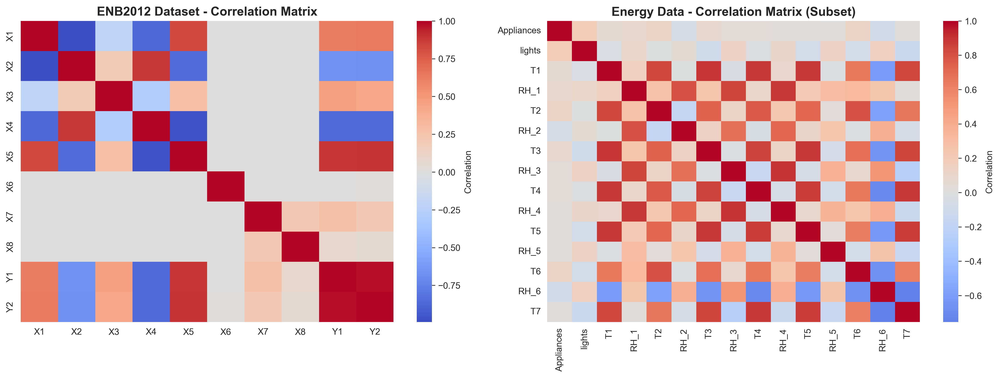 ENB2012 Dataset - Correlation Matrix
X1
X2
X3
X4
X5
X6
X7
X8
Y1
Y2
X1 X2 X3 X4 X5 X6 X7 X8 Y1 Y2
1.00
0.75
0.50
0.25
0.00
−0.25
−0.50
−0.75
Correlation
Energy Data - Correlation Matrix (Subset)
Appliances
lights
T1
RH_1
T2
RH_2
T3
RH_3
T4
RH_4
T5
RH_5
T6
RH_6
T7
Appliances lights T1 RH_1 T2 RH_2 T3 RH_3 T4 RH_4 T5 RH_5 T6 RH_6 T7
1.0
0.8
0.6
0.4
0.2
0.0
−0.2
−0.4
−0.6
Correlation